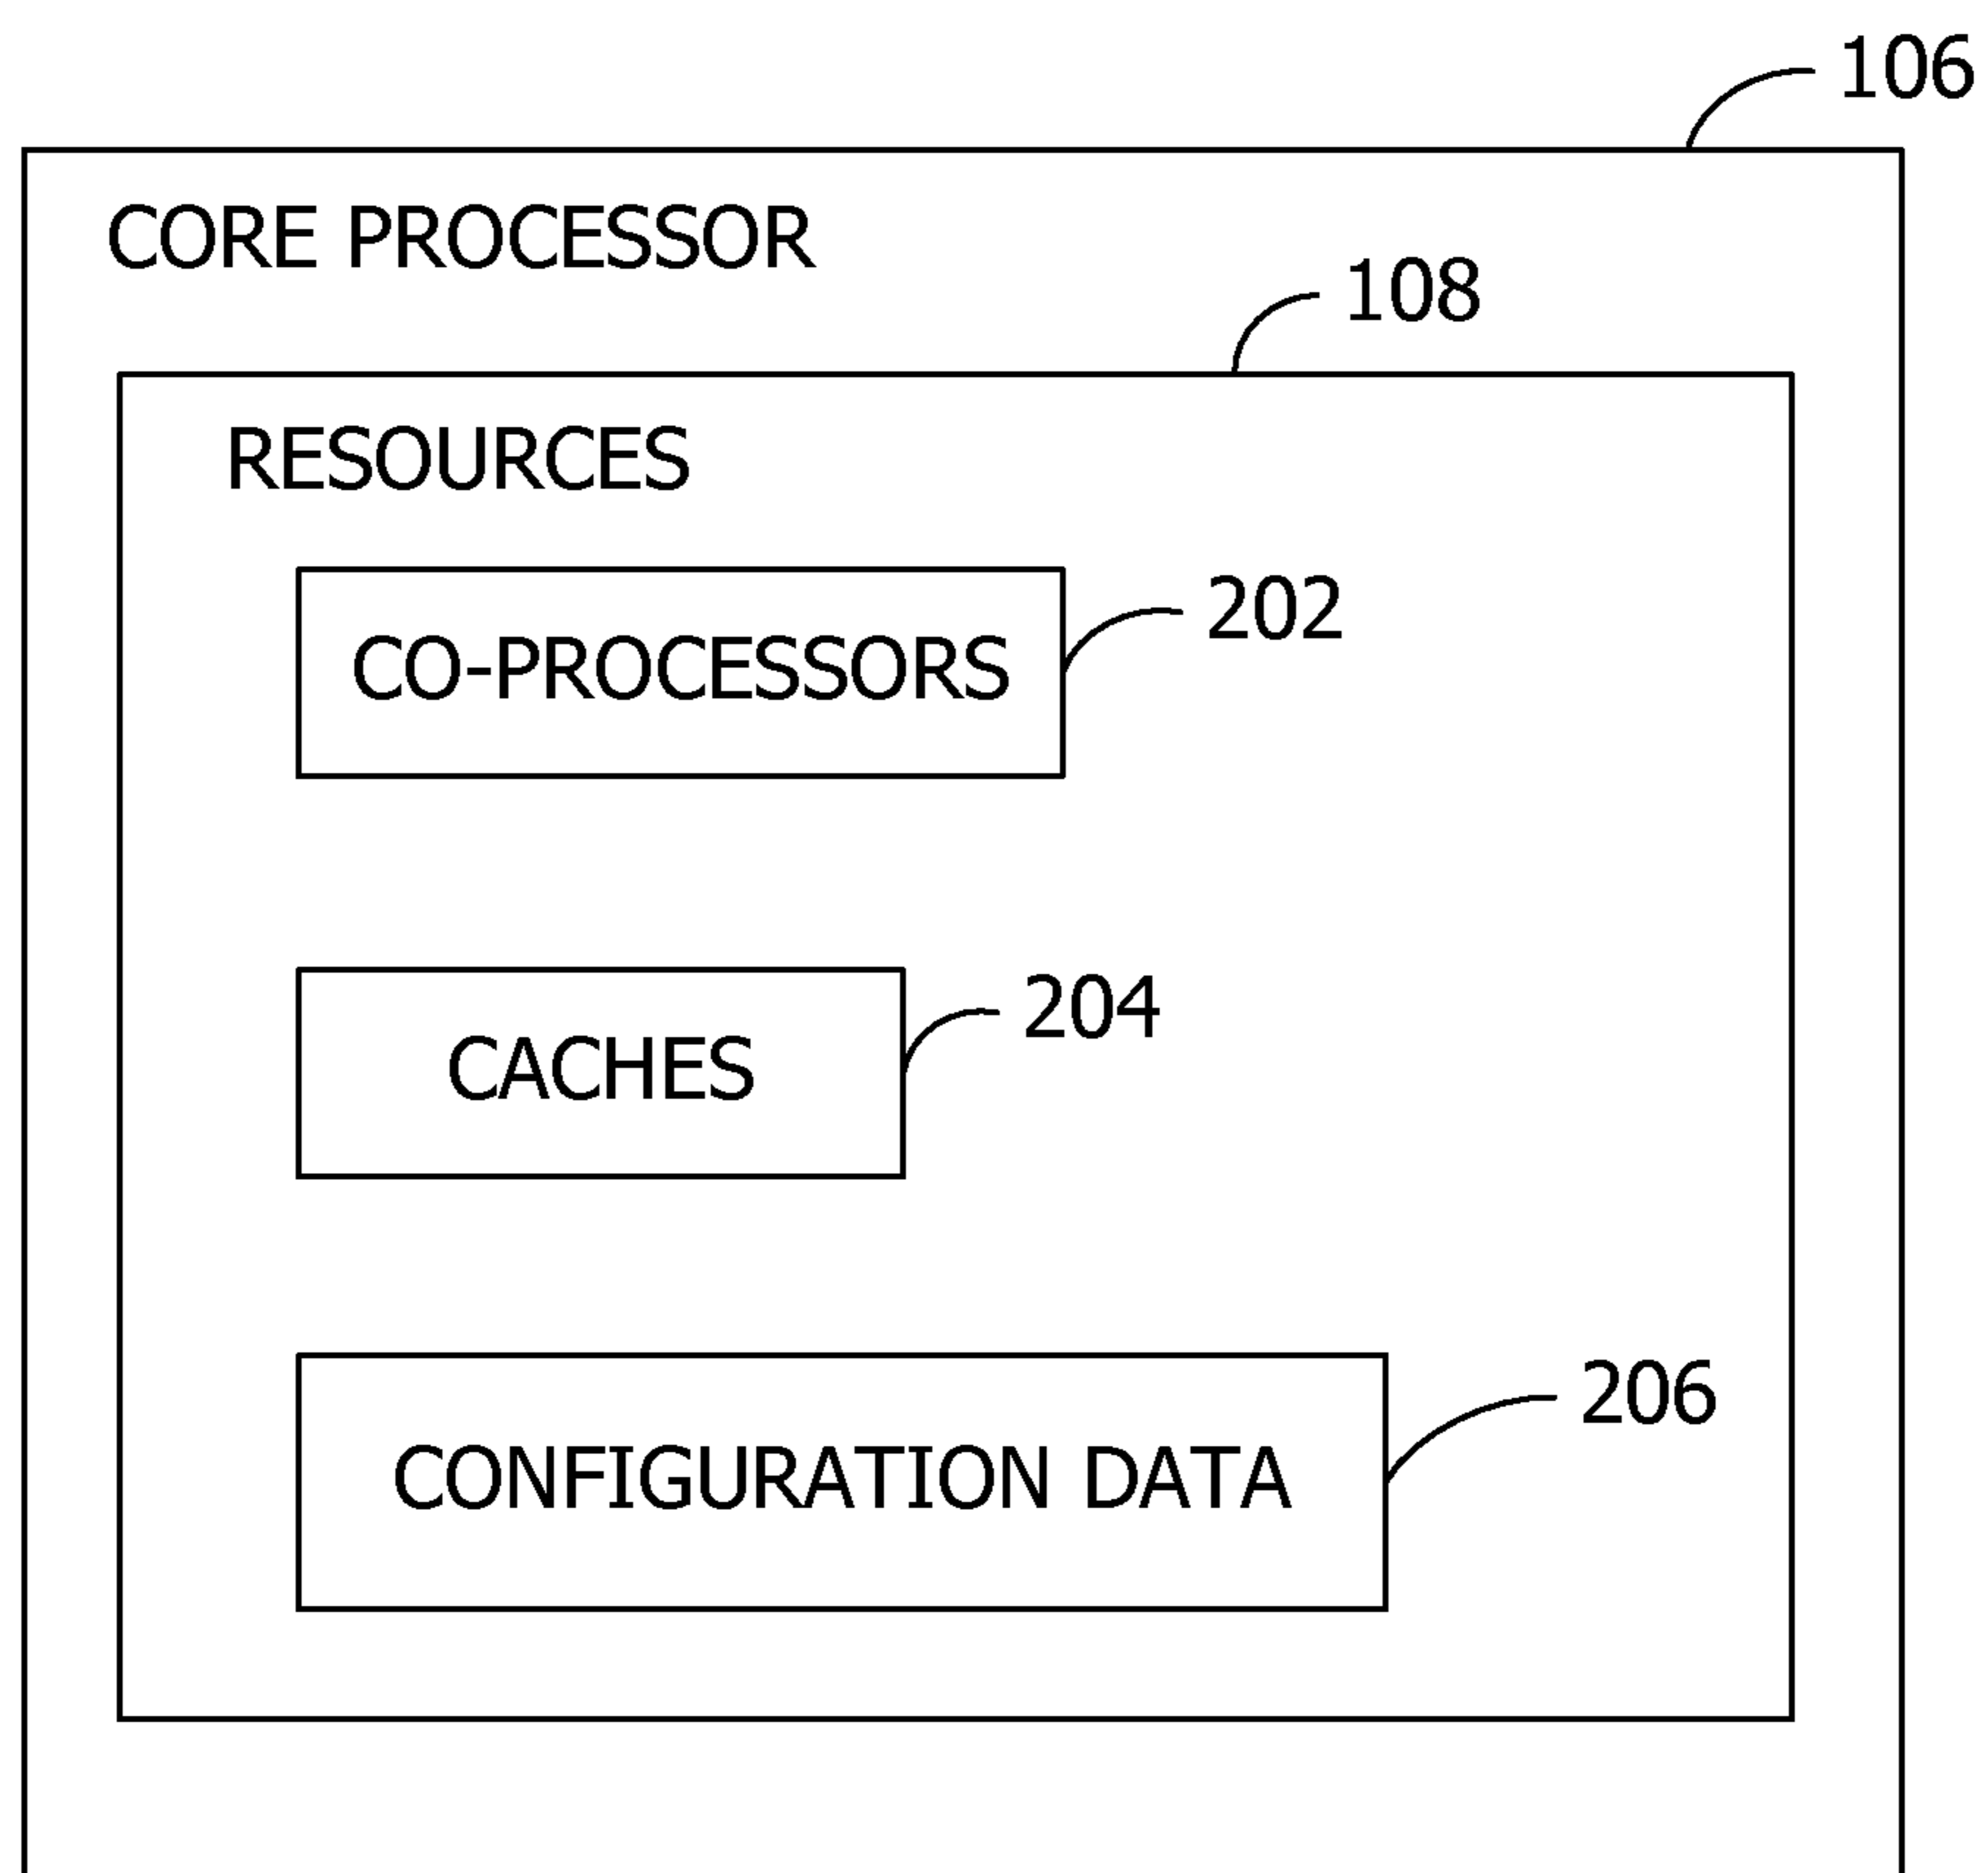 106
CORE PROCESSOR
108
RESOURCES
202
CO-PROCESSORS
204
CACHES
206
CONFIGURATION DATA